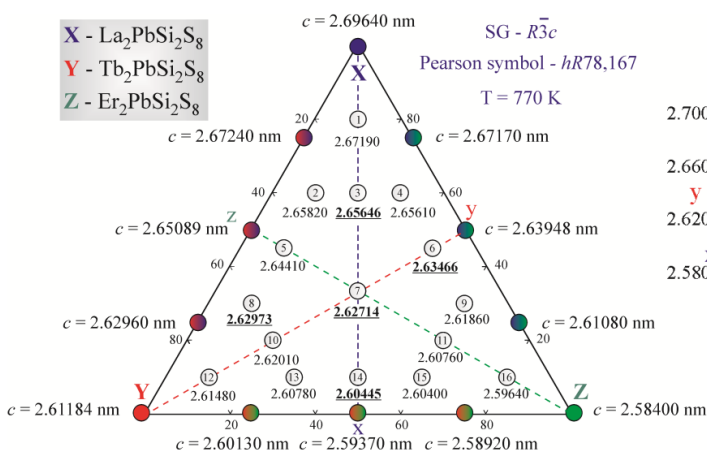 c = 2.69640 nm
X - La₂PbSi₂S₈
Y - Tb₂PbSi₂S₈
Z - Er₂PbSi₂S₈
SG - R3̅c
Pearson symbol - hR78,167
T = 770 K
X
20
1
80
2.67190
c = 2.67240 nm
c = 2.67170 nm
2.700
2.660
y
2.620
2.580
40
2
3
4
60
2.65820
2.65646
2.65610
z
y
c = 2.65089 nm
c = 2.63948 nm
5
6
2.64410
2.63466
60
40
7
2.62714
8
9
2.62973
2.61860
c = 2.62960 nm
c = 2.61080 nm
80
10
11
20
2.62010
2.60760
12
13
14
15
16
2.61480
2.60780
2.60445
2.60400
2.59640
Y
Z
c = 2.61184 nm
c = 2.58400 nm
20
40
x
60
80
c = 2.60130 nm
c = 2.59370 nm
c = 2.58920 nm